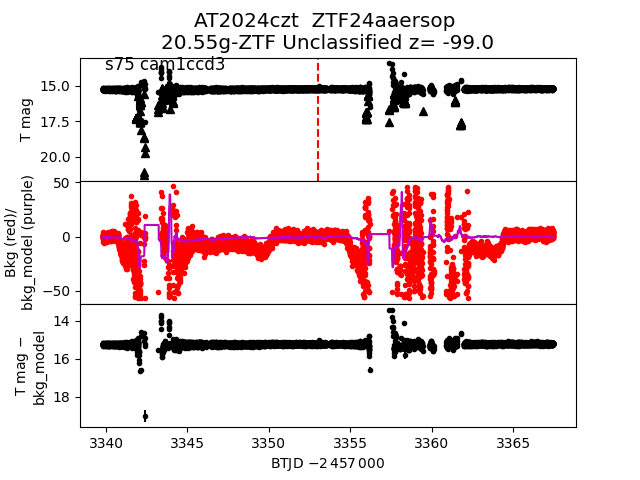 AT2024czt  ZTF24aaersop
20.55g-ZTF Unclassified z= -99.0
s75 cam1ccd3
T mag
15.0
17.5
20.0
Bkg (red)/
bkg_model (purple)
50
0
−50
T mag −
bkg_model
14
16
18
3340
3345
3350
3355
3360
3365
BTJD −2 457 000